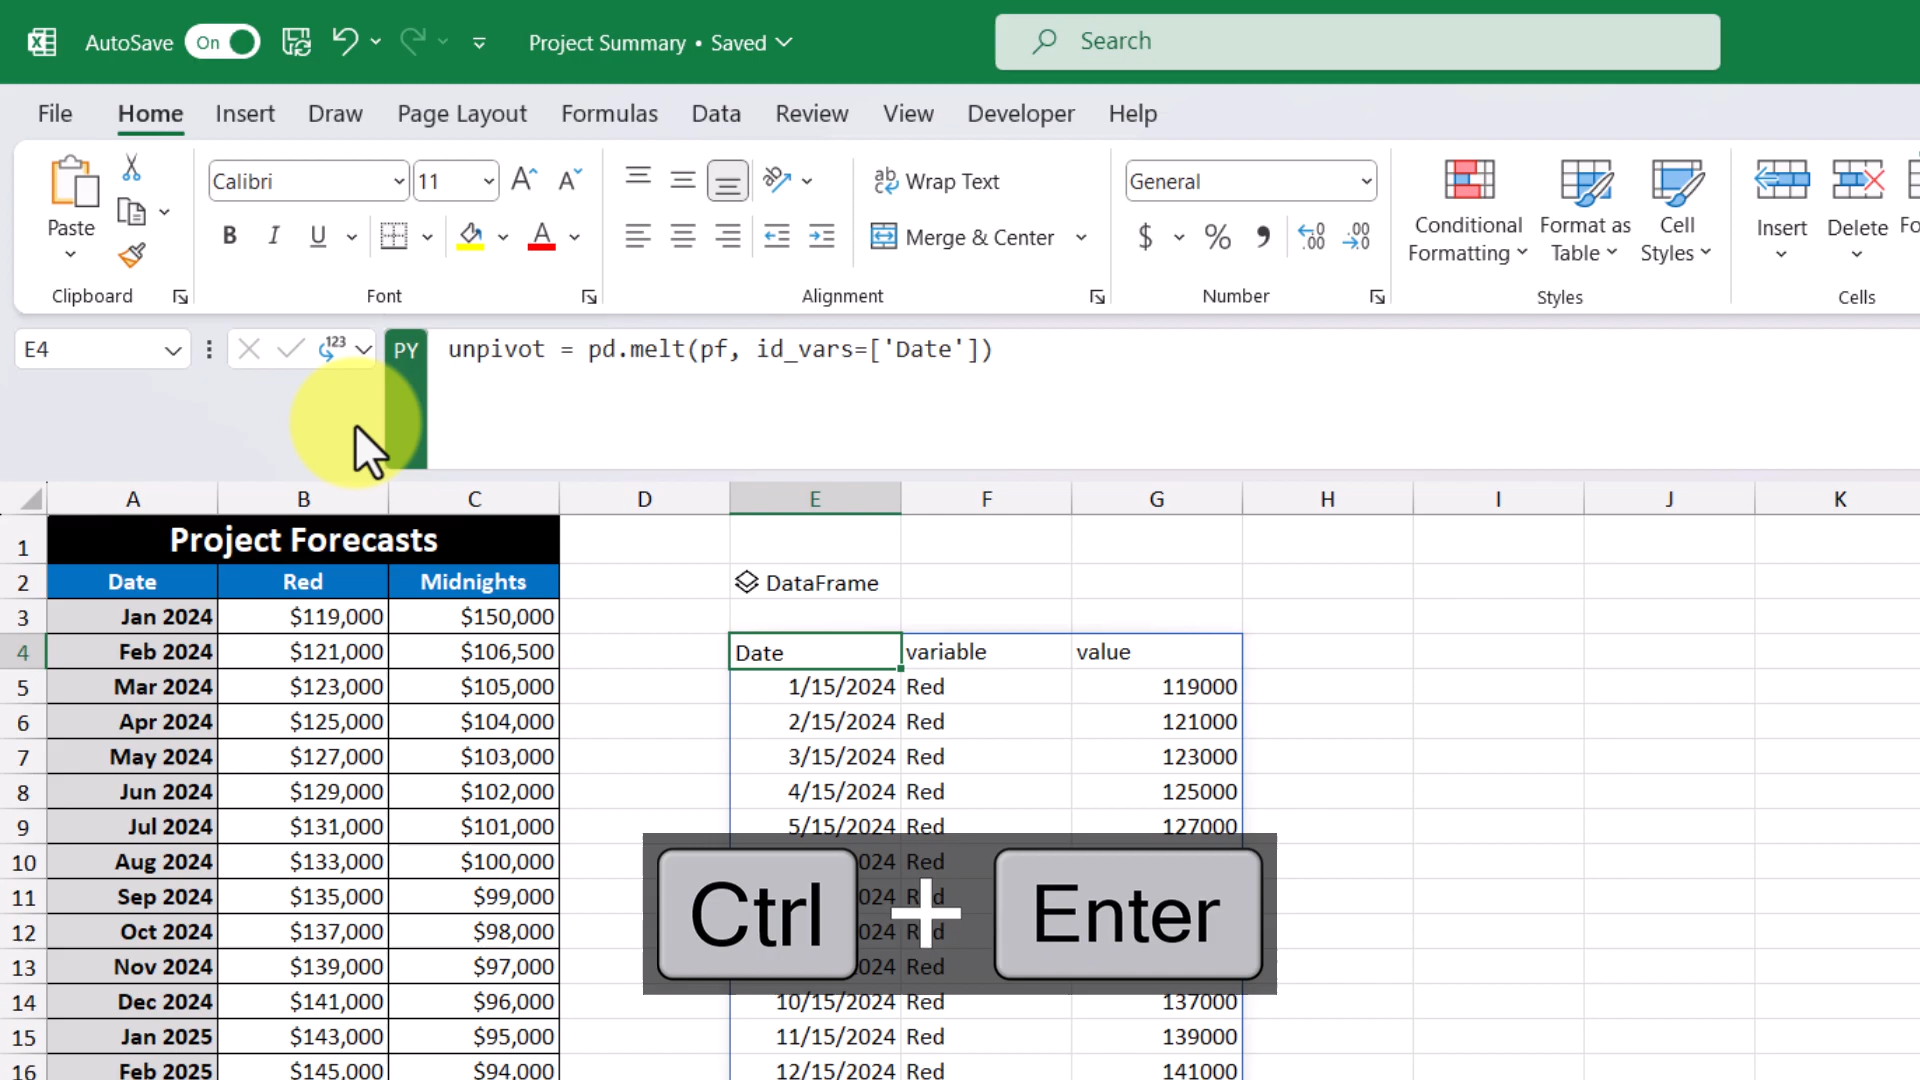 AutoSave On Project Summary • Saved Search
File Home Insert Draw Page Layout Formulas Data Review View Developer Help
Paste Calibri 11 Wrap Text General Conditional Formatting Format as Table Cell Styles Insert Delete
B I U Merge & Center $ % , .00 .00
Clipboard Font Alignment Number Styles Cells
E4 123 PY unpivot = pd.melt(pf, id_vars=['Date'])
A B C D E F G H I J K
1 Project Forecasts
2 Date Red Midnights DataFrame
3 Jan 2024 $119,000 $150,000
4 Feb 2024 $121,000 $106,500 Date variable value
5 Mar 2024 $123,000 $105,000 1/15/2024 Red 119000
6 Apr 2024 $125,000 $104,000 2/15/2024 Red 121000
7 May 2024 $127,000 $103,000 3/15/2024 Red 123000
8 Jun 2024 $129,000 $102,000 4/15/2024 Red 125000
9 Jul 2024 $131,000 $101,000 5/15/2024 Red 127000
10 Aug 2024 $133,000 $100,000 Red
11 Sep 2024 $135,000 $99,000
12 Oct 2024 $137,000 $98,000
13 Nov 2024 $139,000 $97,000 Red
Ctrl + Enter
14 Dec 2024 $141,000 $96,000 10/15/2024 Red 137000
15 Jan 2025 $143,000 $95,000 11/15/2024 Red 139000
16 Feb 2025 $145,000 $94,000 12/15/2024 Red 141000